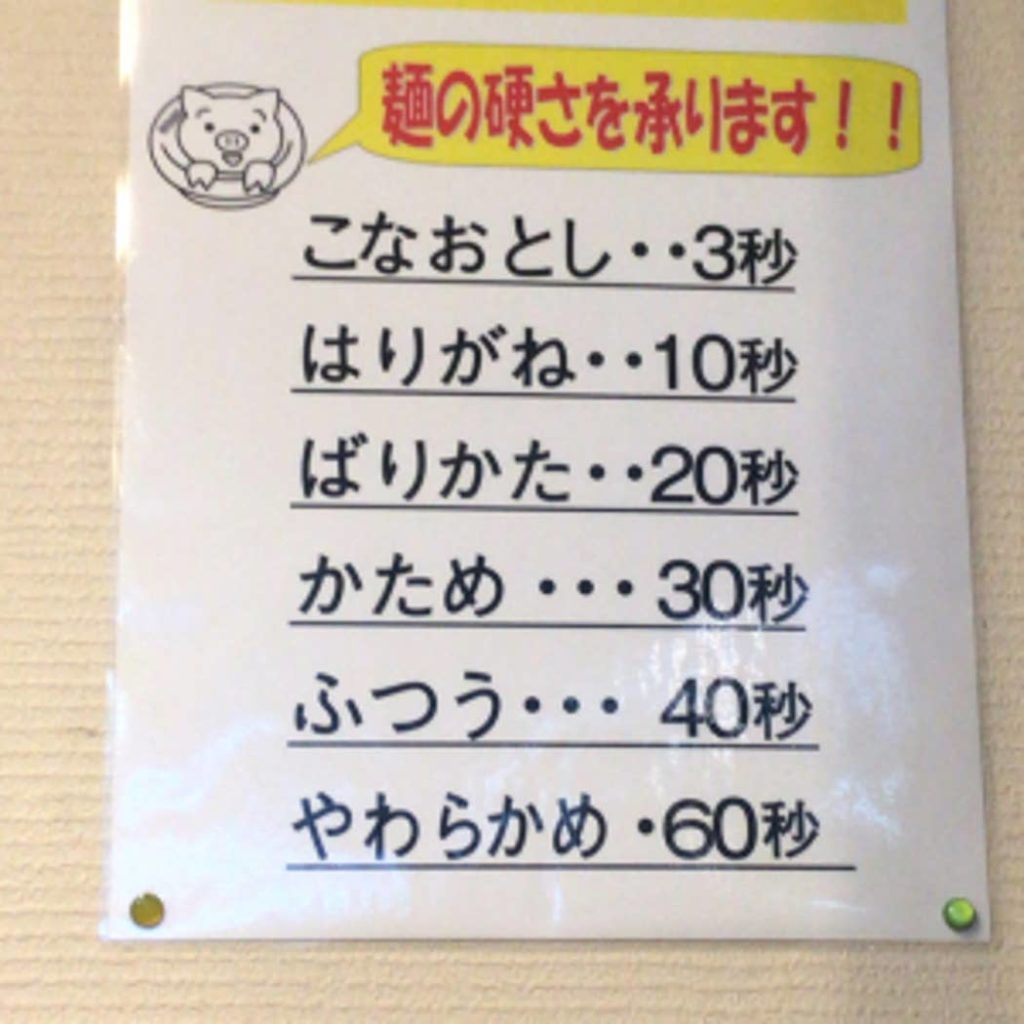 麺の硬さを承ります！！
こなおとし・・3秒
はりがね・・10秒
ばりかた・・20秒
かため・・・30秒
ふつう・・・ 40秒
やわらかめ・60秒